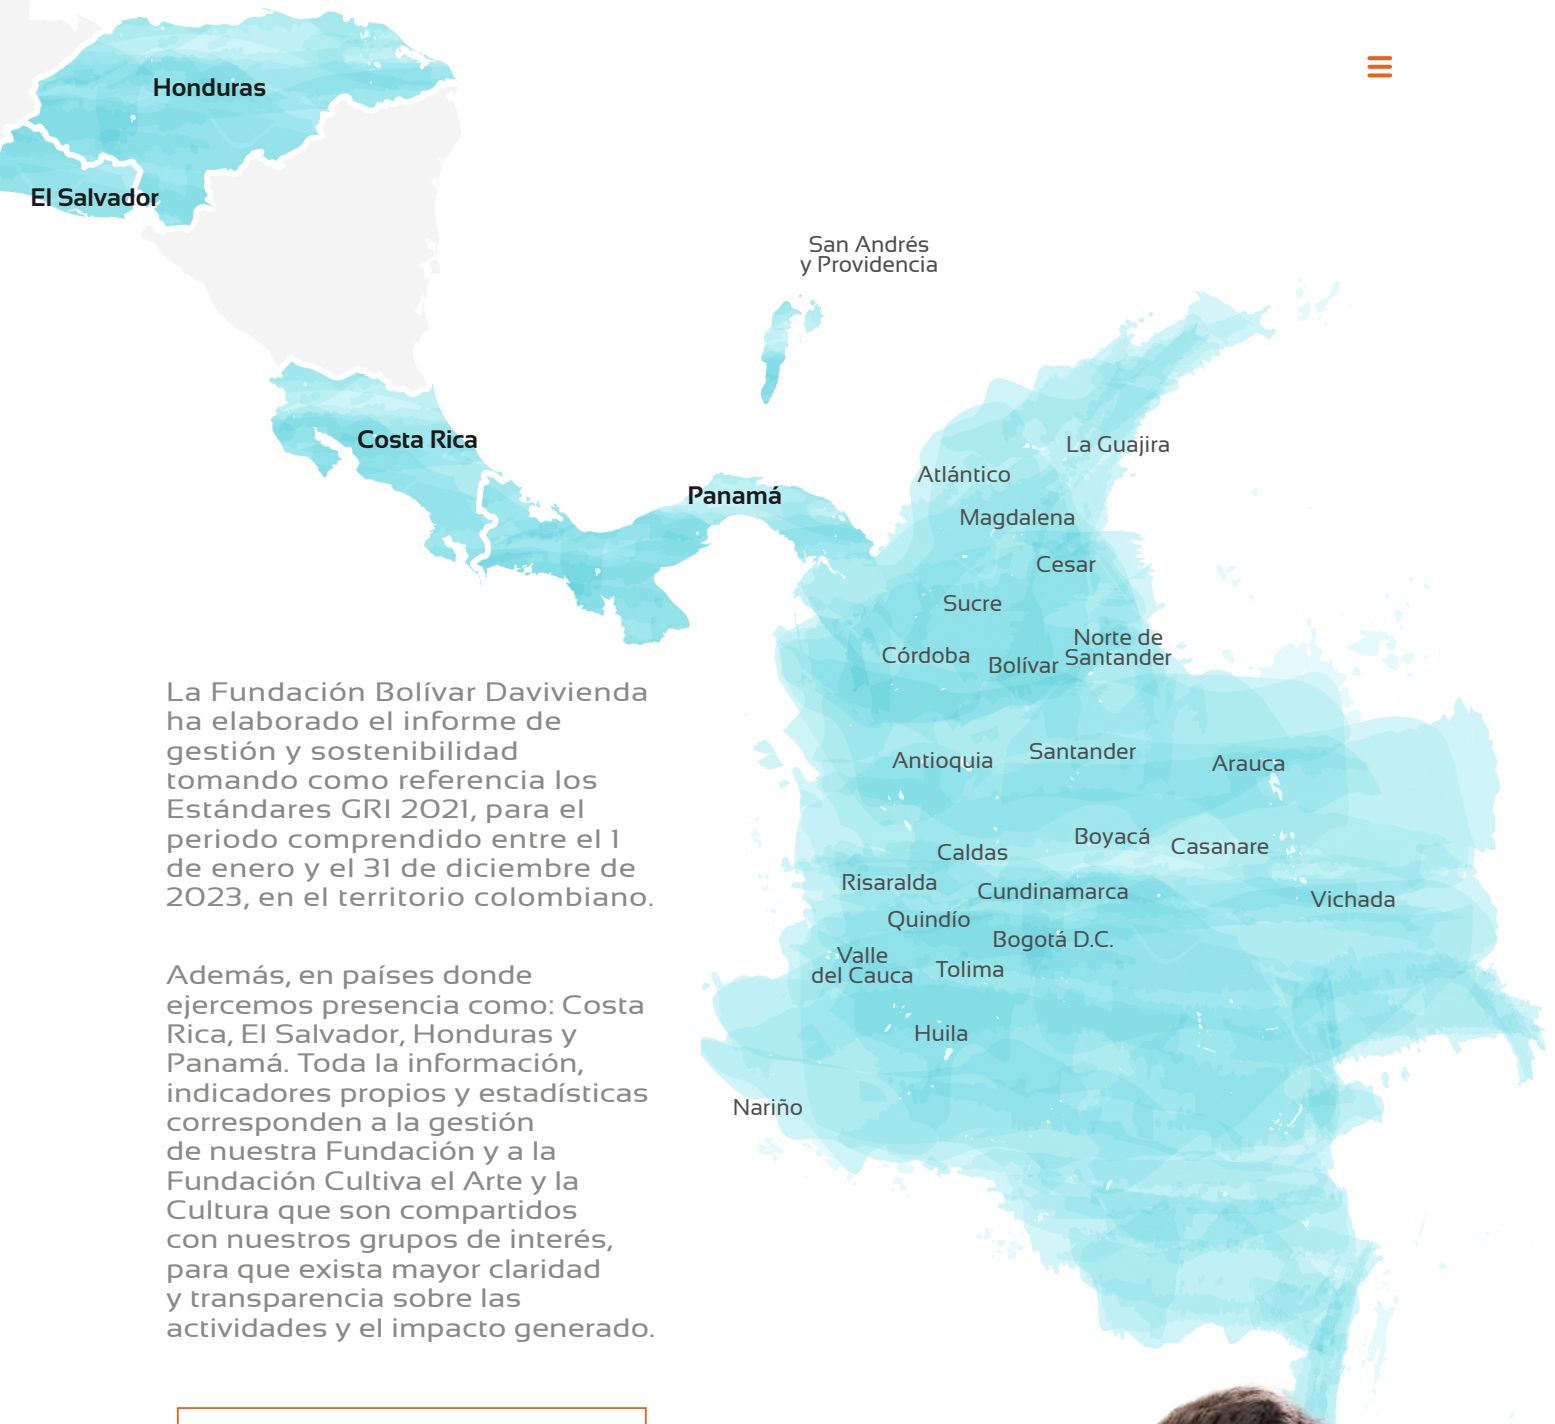 Honduras
El Salvador
San Andrés
y Providencia
Costa Rica
Panamá
La Guajira
Atlántico
Magdalena
Cesar
Sucre
Norte de
Santander
Córdoba
Bolívar
Antioquia
Santander
Arauca
Boyacá
Casanare
Caldas
Risaralda
Cundinamarca
Vichada
Quindío
Bogotá D.C.
Valle
del Cauca
Tolima
Huila
Nariño
La Fundación Bolívar Davivienda
ha elaborado el informe de
gestión y sostenibilidad
tomando como referencia los
Estándares GRI 2021, para el
periodo comprendido entre el 1
de enero y el 31 de diciembre de
2023, en el territorio colombiano.
Además, en países donde
ejercemos presencia como: Costa
Rica, El Salvador, Honduras y
Panamá. Toda la información,
indicadores propios y estadísticas
corresponden a la gestión
de nuestra Fundación y a la
Fundación Cultiva el Arte y la
Cultura que son compartidos
con nuestros grupos de interés,
para que exista mayor claridad
y transparencia sobre las
actividades y el impacto generado.